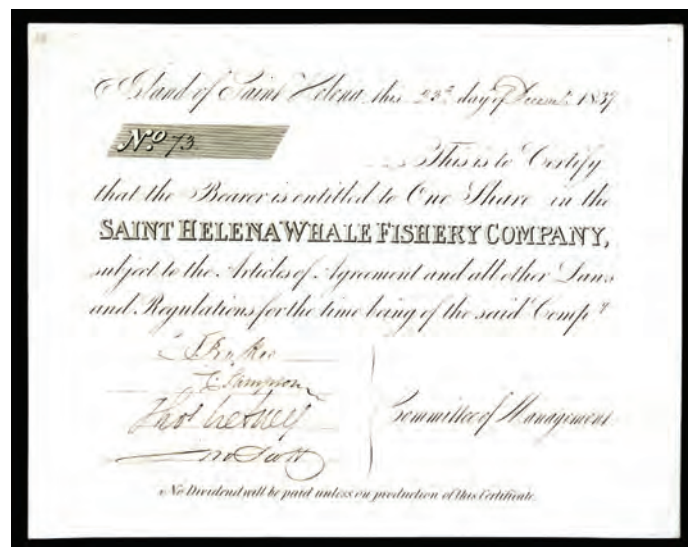 Island of Saint Helena this 23d day of Decemr. 1837
No. 73
This is to Certify
that the Bearer is entitled to One Share in the
SAINT HELENA WHALE FISHERY COMPANY,
subject to the Articles of Agreement and all other Laws
and Regulations for the time being of the said Compy
Committee of Management
No Dividend will be paid unless on production of this Certificate.